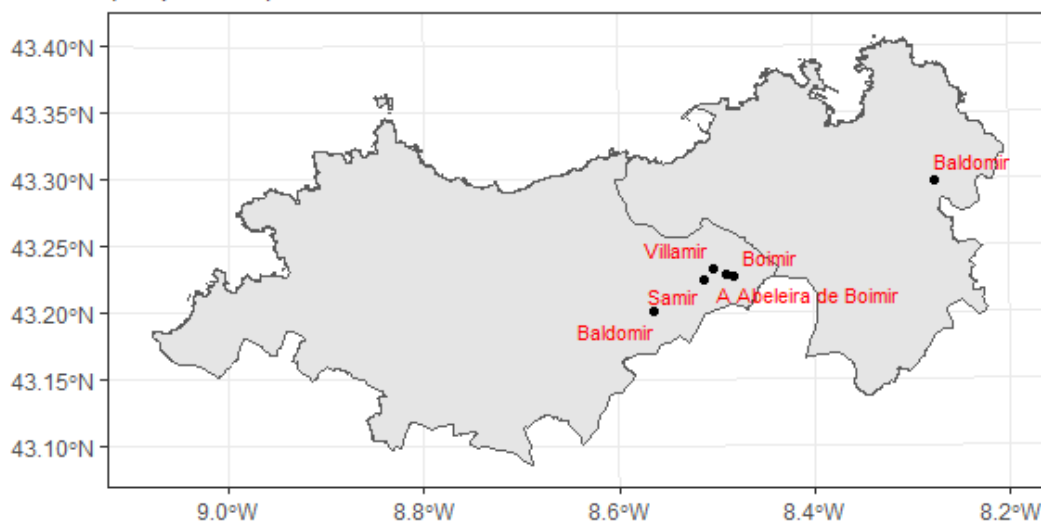 43.40°N
43.35°N
43.30°N
43.25°N
43.20°N
43.15°N
43.10°N
Baldomir
Villamir
Boimir
Samir
A Abeleira de Boimir
Baldomir
9.0°W
8.8°W
8.6°W
8.4°W
8.2°W